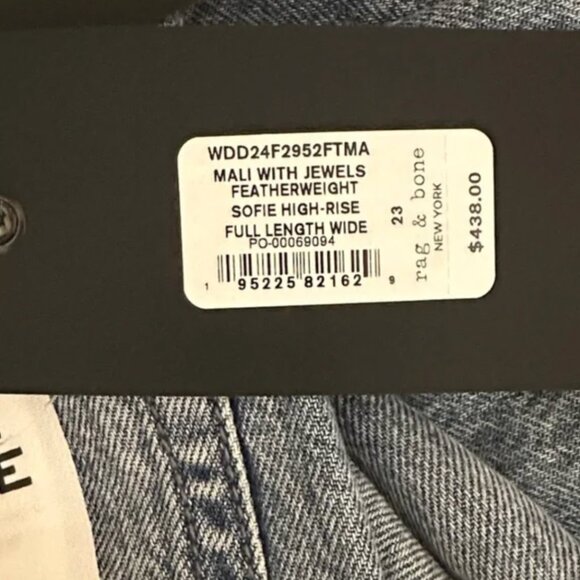 WDD24F2952FTMA
MALI WITH JEWELS
FEATHERWEIGHT
SOFIE HIGH-RISE
FULL LENGTH WIDE
PO-00069094
1 95225 82162 9
23
rag & bone
NEW YORK
$438.00
E